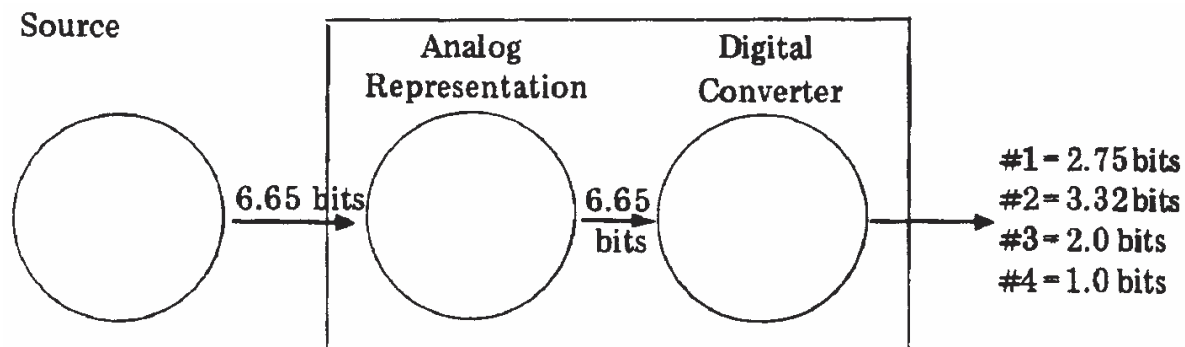 Source
Analog
Representation
Digital
Converter
6.65 bits
6.65
bits
#1 = 2.75 bits
#2 = 3.32 bits
#3 = 2.0 bits
#4 = 1.0 bits